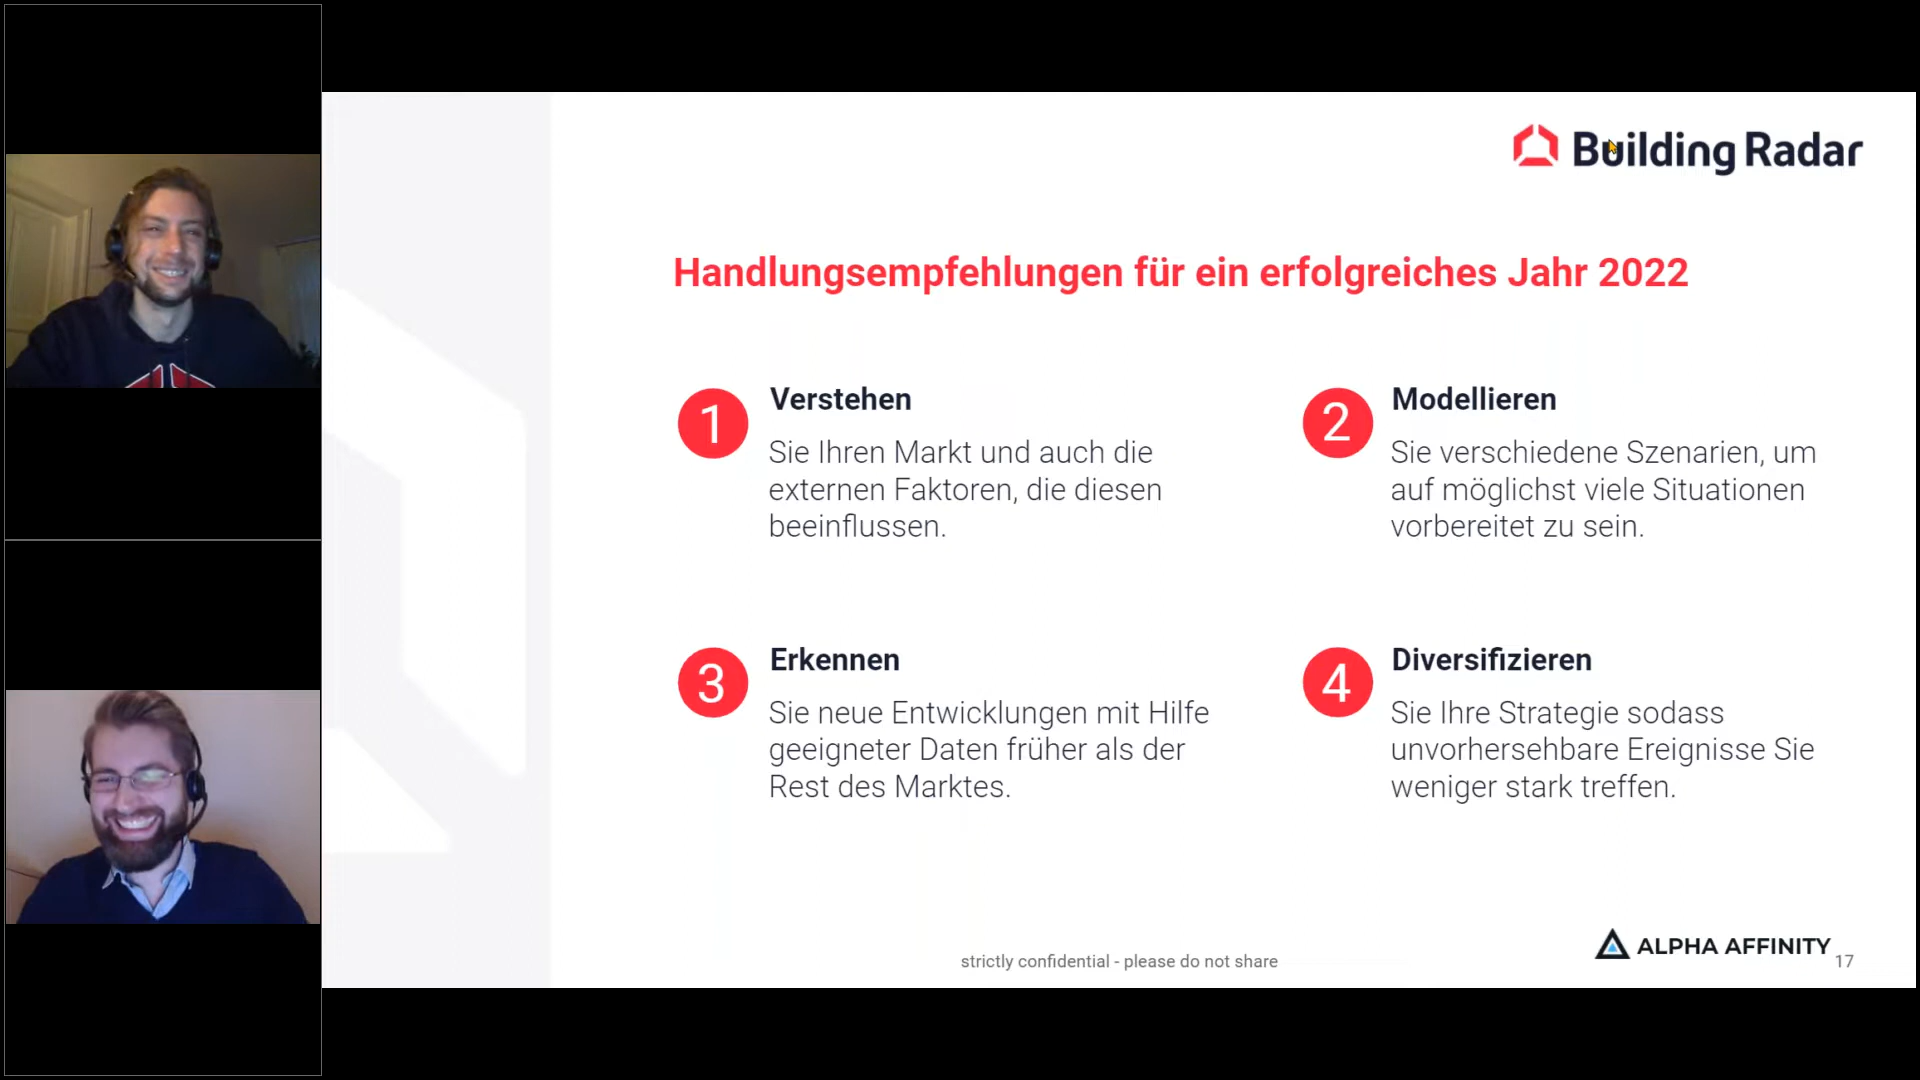 Building Radar
Handlungsempfehlungen für ein erfolgreiches Jahr 2022
1
Verstehen
Sie Ihren Markt und auch die
externen Faktoren, die diesen
beeinflussen.
2
Modellieren
Sie verschiedene Szenarien, um
auf möglichst viele Situationen
vorbereitet zu sein.
3
Erkennen
Sie neue Entwicklungen mit Hilfe
geeigneter Daten früher als der
Rest des Marktes.
4
Diversifizieren
Sie Ihre Strategie sodass
unvorhersehbare Ereignisse Sie
weniger stark treffen.
strictly confidential - please do not share
ALPHA AFFINITY
17